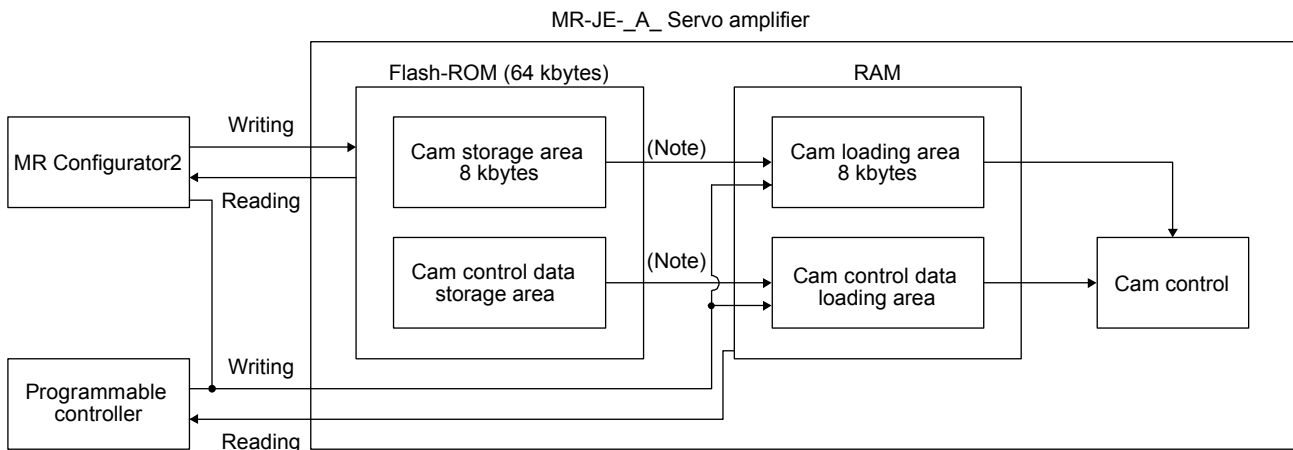 MR-JE-_A_ Servo amplifier
Flash-ROM (64 kbytes)
RAM
MR Configurator2
Writing
Reading
Cam storage area
8 kbytes
(Note)
Cam loading area
8 kbytes
Cam control data
storage area
(Note)
Cam control data
loading area
Cam control
Programmable
controller
Writing
Reading